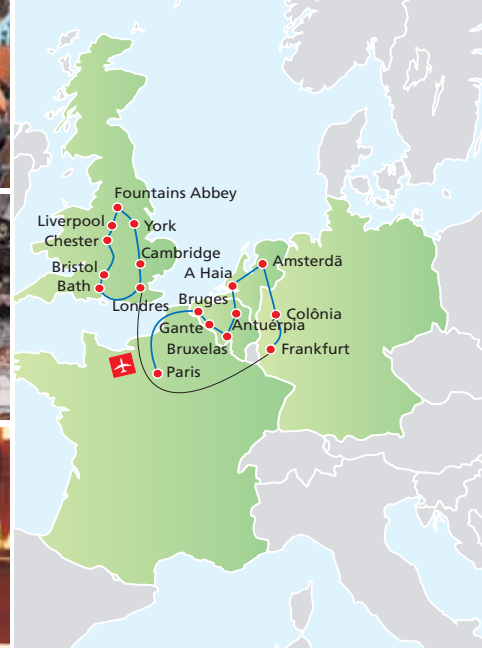 Fountains Abbey
Liverpool
York
Chester
Cambridge
Bristol
Bath
Londres
A Haia
Amsterdã
Bruges
Gante
Antuérpia
Bruxelas
Colônia
Frankfurt
Paris